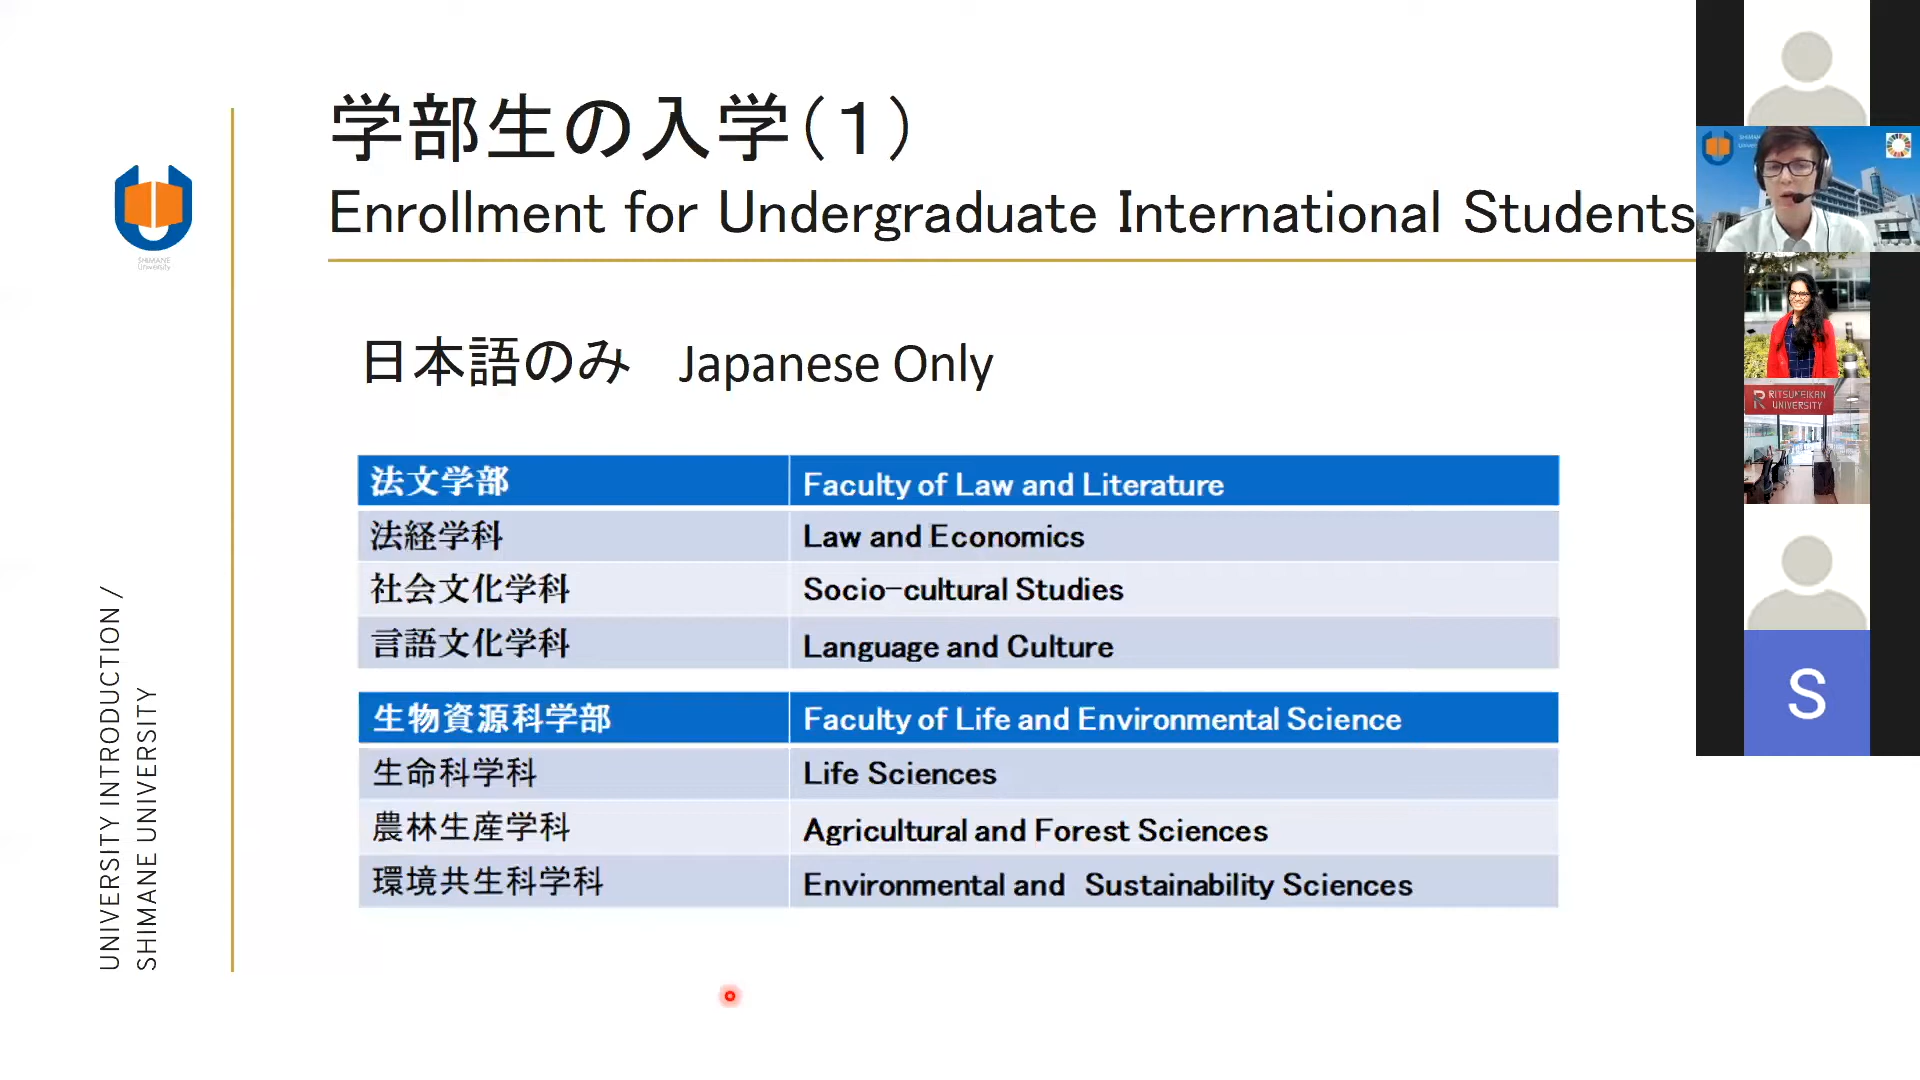 学部生の入学(1)
Enrollment for Undergraduate International Students
SHIMANE
University
日本語のみ Japanese Only
法文学部 Faculty of Law and Literature
法経学科 Law and Economics
社会文化学科 Socio-cultural Studies
言語文化学科 Language and Culture
生物資源科学部 Faculty of Life and Environmental Science
生命科学科 Life Sciences
農林生産学科 Agricultural and Forest Sciences
環境共生科学科 Environmental and Sustainability Sciences
UNIVERSITY INTRODUCTION /
SHIMANE UNIVERSITY
R RITSUMEIKAN
UNIVERSITY
S